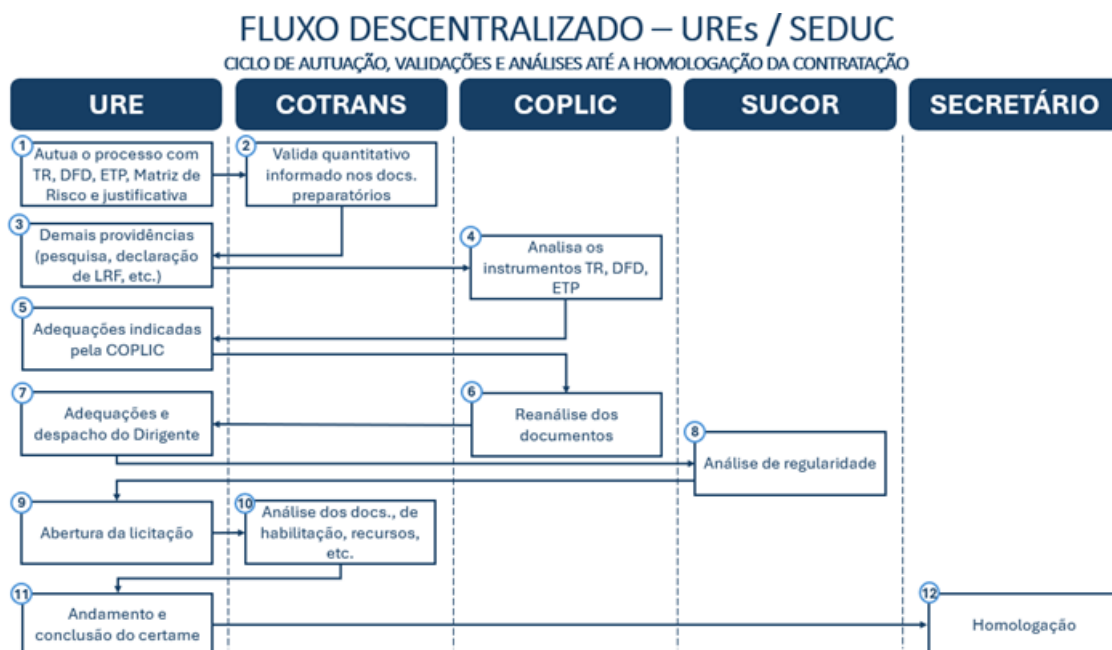 FLUXO DESCENTRALIZADO – UREs / SEDUC
CICLO DE AUTUAÇÃO, VALIDAÇÕES E ANÁLISES ATÉ A HOMOLOGAÇÃO DA CONTRATAÇÃO
URE
COTRANS
COPLIC
SUCOR
SECRETÁRIO
1
Autua o processo com
TR, DFD, ETP, Matriz de
Risco e justificativa
2
Valida quantitativo
informado nos docs.
preparatórios
3
Demais providências
(pesquisa, declaração
de LRF, etc.)
4
Analisa os
instrumentos TR, DFD,
ETP
5
Adequações indicadas
pela COPLIC
6
Reanálise dos
documentos
7
Adequações e
despacho do Dirigente
8
Análise de regularidade
9
Abertura da licitação
10
Análise dos docs., de
habilitação, recursos,
etc.
11
Andamento e
conclusão do certame
12
Homologação